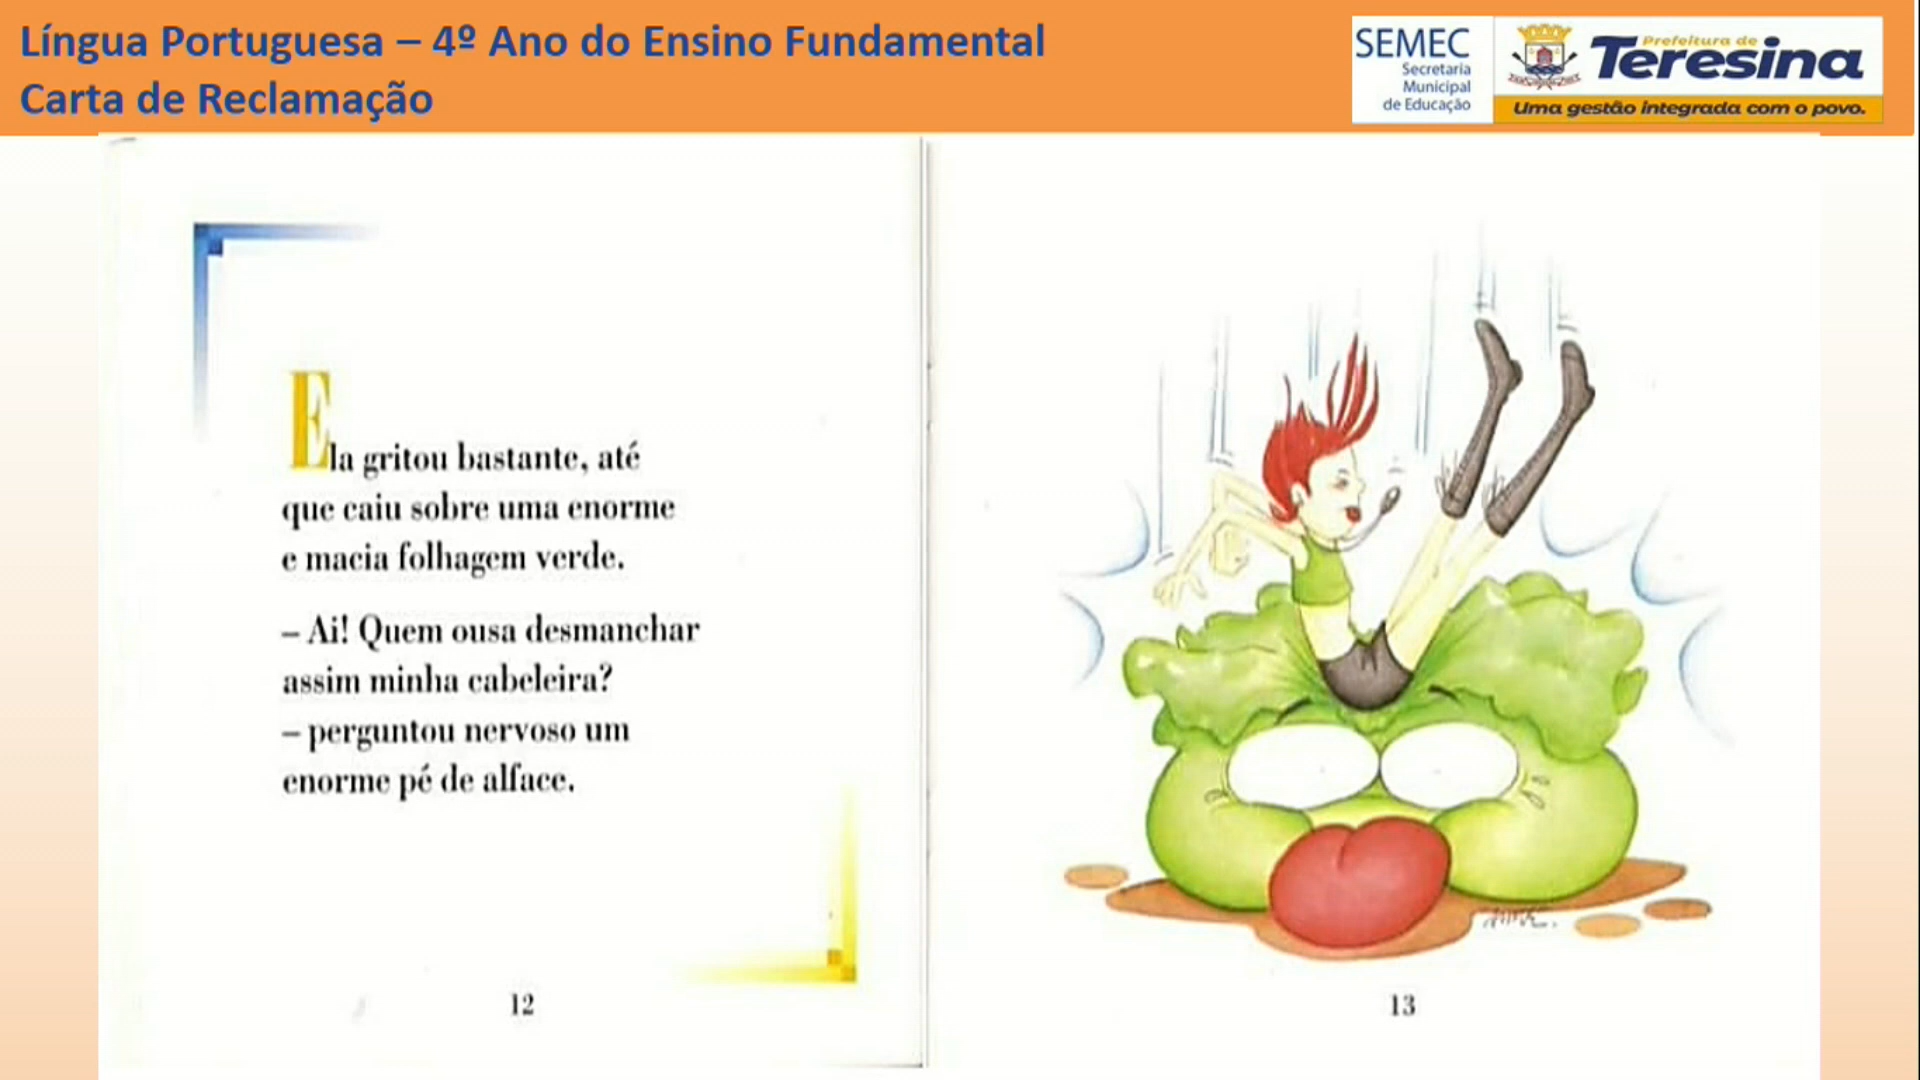 Língua Portuguesa – 4º Ano do Ensino Fundamental
Carta de Reclamação
SEMEC
Secretaria
Municipal
de Educação
Prefeitura de
Teresina
Uma gestão integrada com o povo.
Ela gritou bastante, até
que caiu sobre uma enorme
e macia folhagem verde.
– Ai! Quem ousa desmanchar
assim minha cabeleira?
– perguntou nervoso um
enorme pé de alface.
12
13